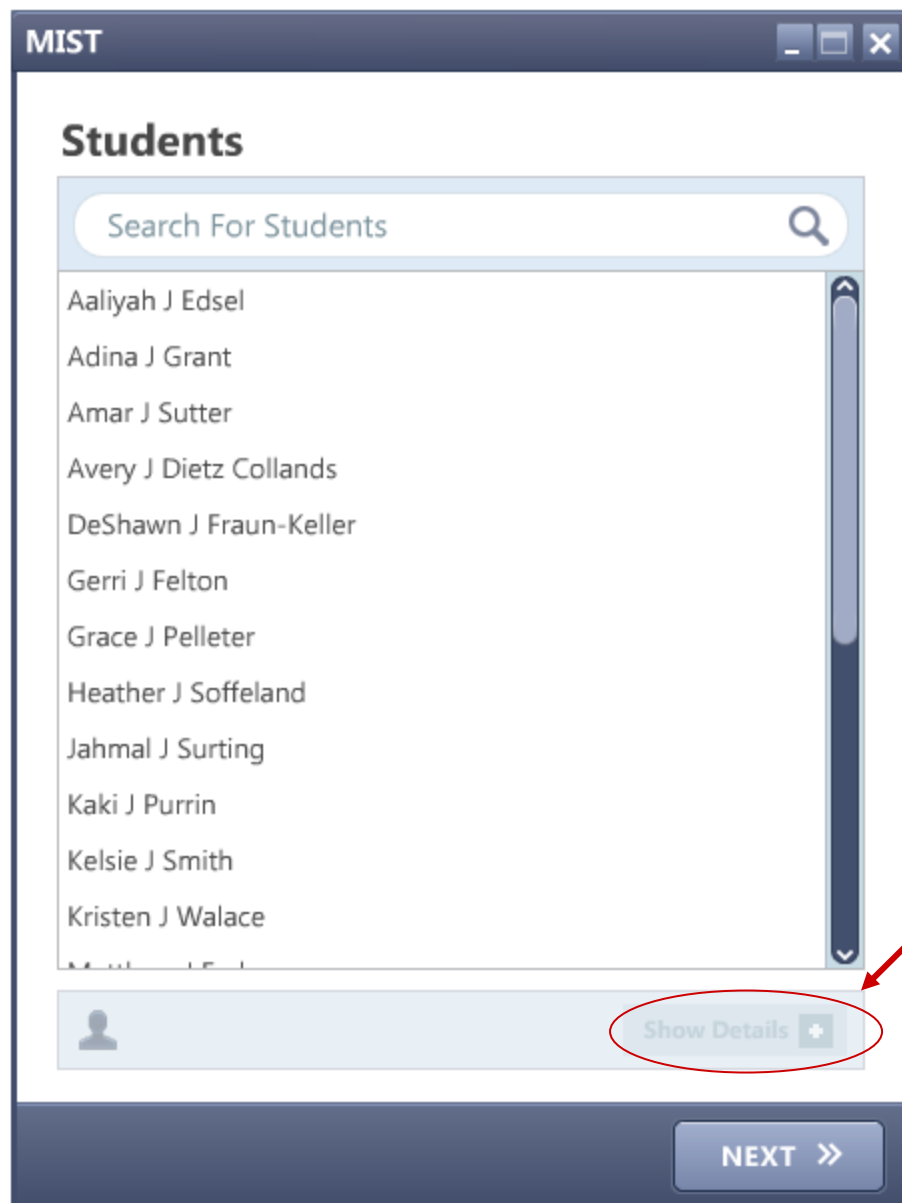 MIST
Students
Search For Students
Aaliyah J Edsel
Adina J Grant
Amar J Sutter
Avery J Dietz Collands
DeShawn J Fraun-Keller
Gerri J Felton
Grace J Pelleter
Heather J Soffeland
Jahmal J Surting
Kaki J Purrin
Kelsie J Smith
Kristen J Walace
Show Details
NEXT »